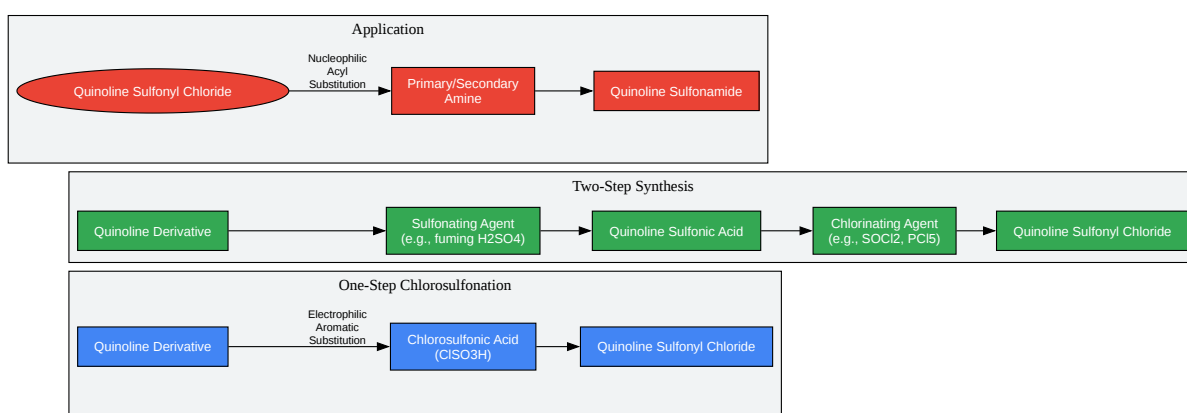 Application
Quinoline Sulfonyl Chloride
Nucleophilic
Acyl
Substitution
Primary/Secondary
Amine
Quinoline Sulfonamide
Two-Step Synthesis
Quinoline Derivative
Sulfonating Agent
(e.g., fuming H2SO4)
Quinoline Sulfonic Acid
Chlorinating Agent
(e.g., SOCl2, PCl5)
Quinoline Sulfonyl Chloride
One-Step Chlorosulfonation
Quinoline Derivative
Electrophilic
Aromatic
Substitution
Chlorosulfonic Acid
(ClSO3H)
Quinoline Sulfonyl Chloride